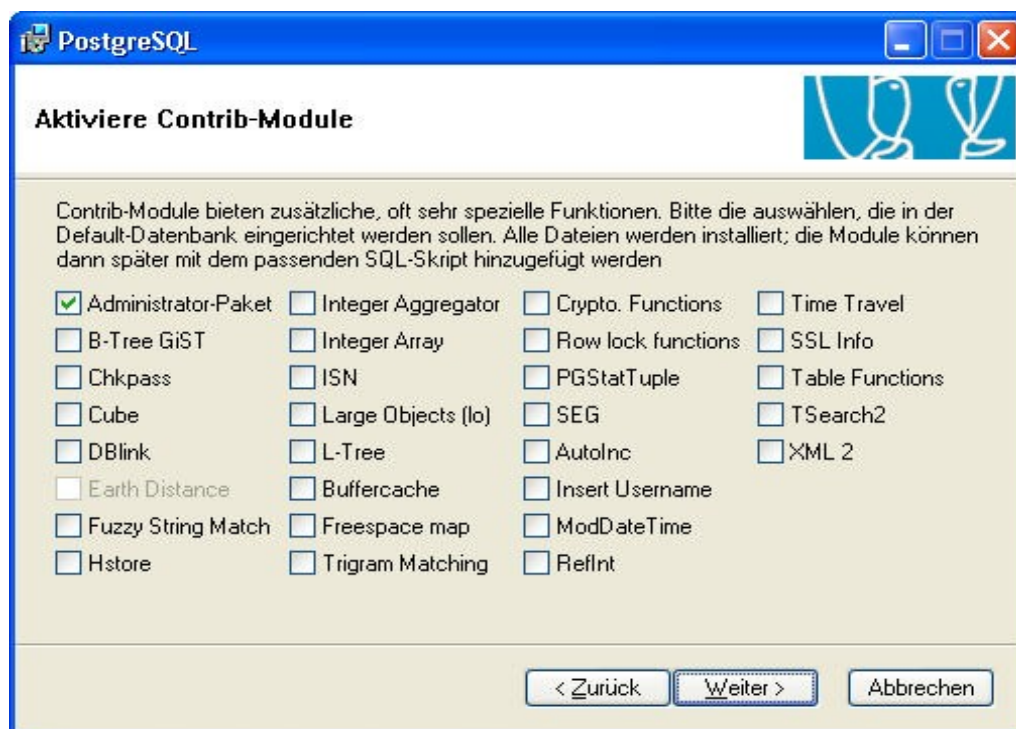 PostgreSQL
Aktiviere Contrib-Module
Contrib-Module bieten zusätzliche, oft sehr spezielle Funktionen. Bitte die auswählen, die in der
Default-Datenbank eingerichtet werden sollen. Alle Dateien werden installiert; die Module können
dann später mit dem passenden SQL-Skript hinzugefügt werden
Administrator-Paket Integer Aggregator Crypto. Functions Time Travel
B-Tree GiST Integer Array Row lock functions SSL Info
Chkpass ISN PGStatTuple Table Functions
Cube Large Objects (lo) SEG TSearch2
DBlink L-Tree AutoInc XML 2
Earth Distance Buffercache Insert Username
Fuzzy String Match Freespace map ModDateTime
Hstore Trigram Matching RefInt
< Zurück Weiter > Abbrechen